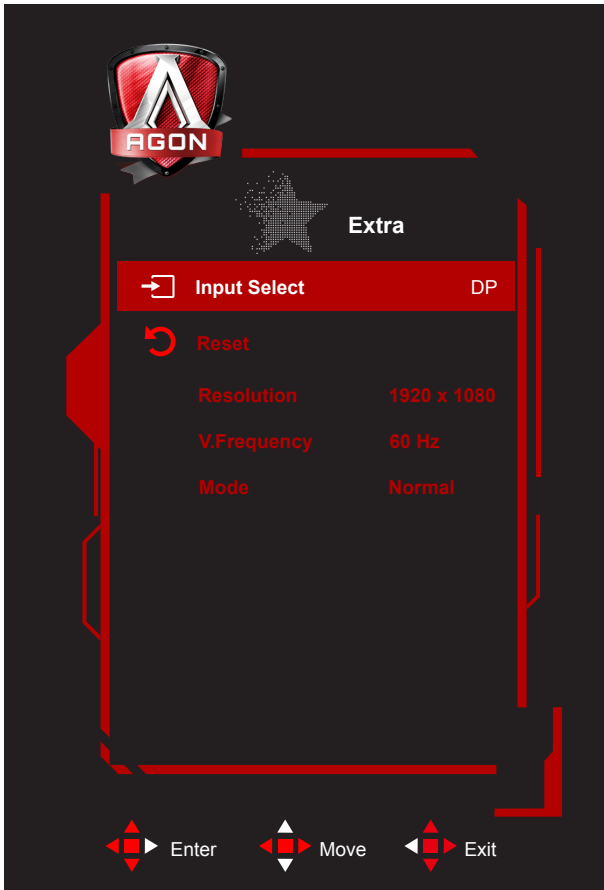 AGON
Extra
Input Select DP
Reset
Resolution 1920 x 1080
V.Frequency 60 Hz
Mode Normal
Enter Move Exit